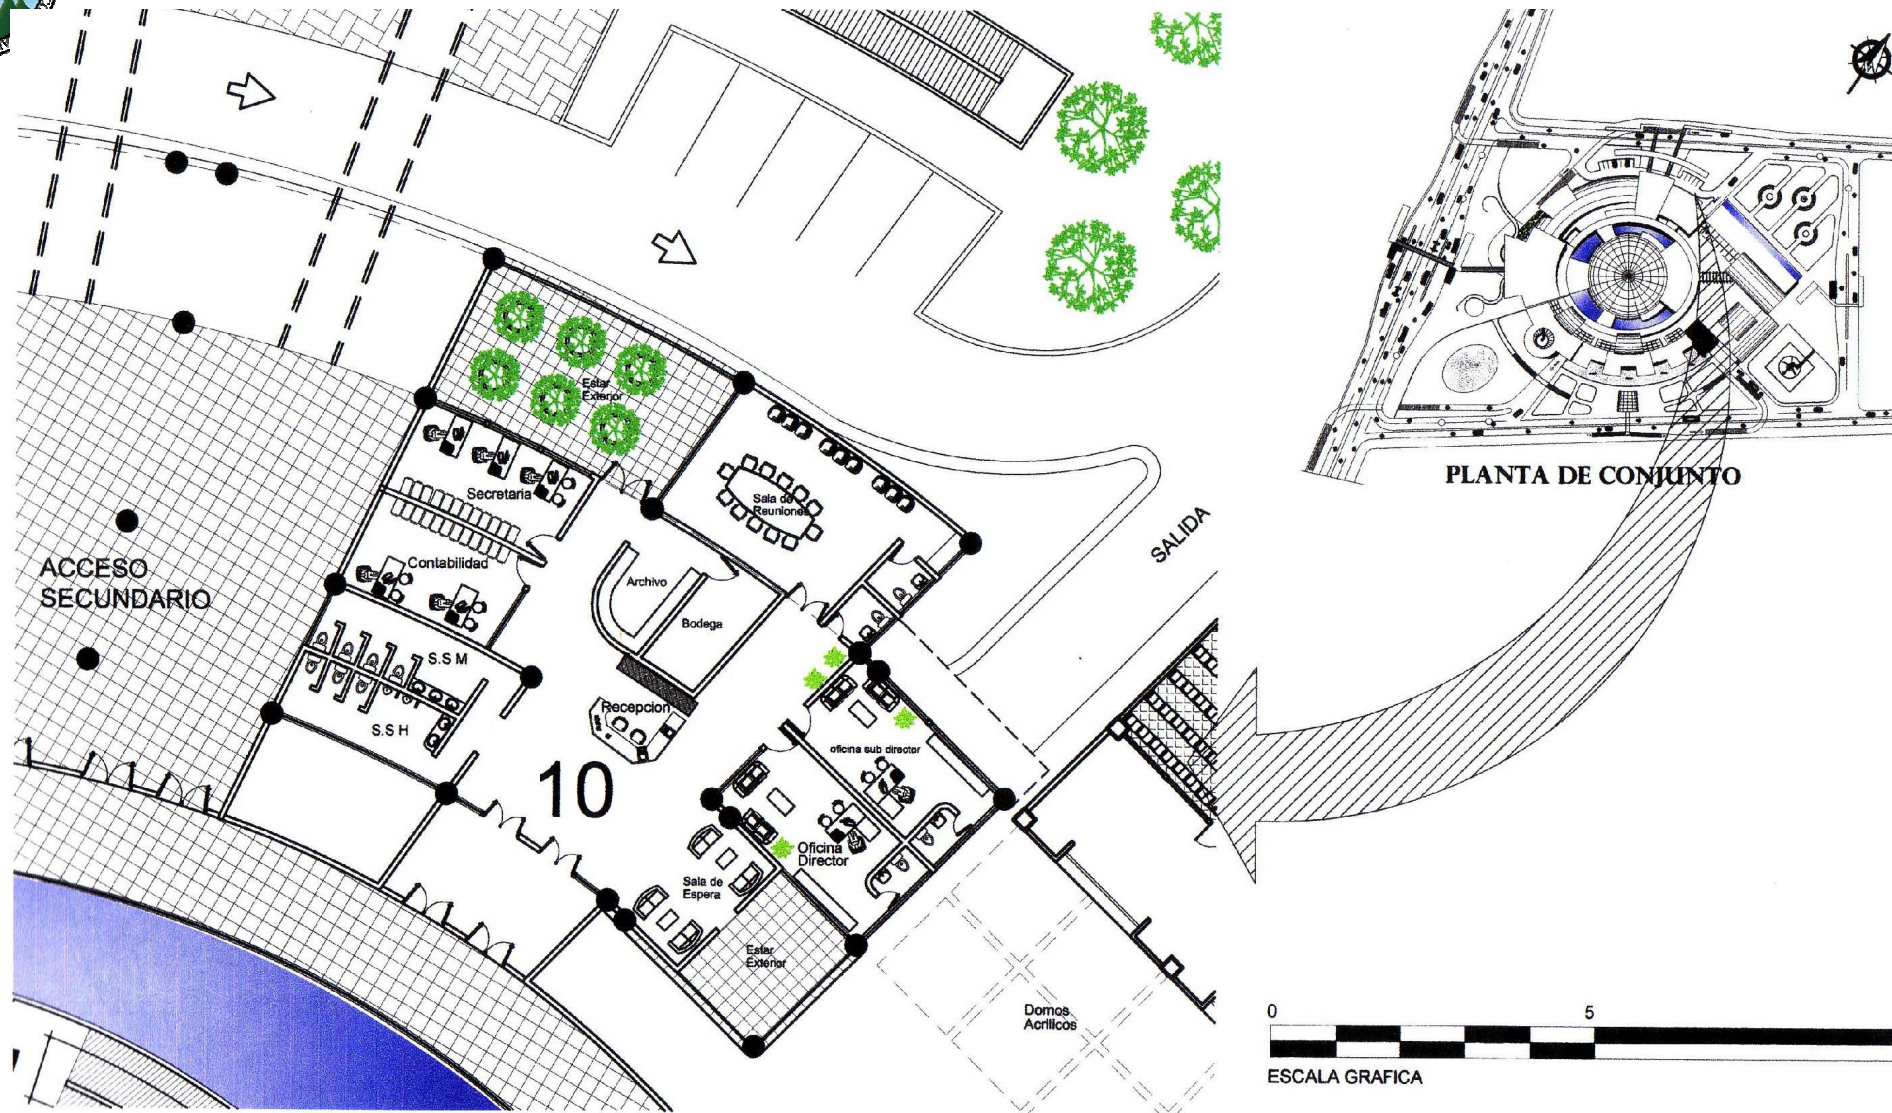 PLANTA DE CONJUNTO
Estar
Exterior
Sala de
Reuniones
Secretaria
SALIDA
Contabilidad
Archivo
ACCESO
SECUNDARIO
Bodega
S.S M
Recepcion
S.S H
oficina sub director
10
Oficina
Director
Sala de
Espera
Estar
Exterior
Domos
Acrilicos
0 5
ESCALA GRAFICA